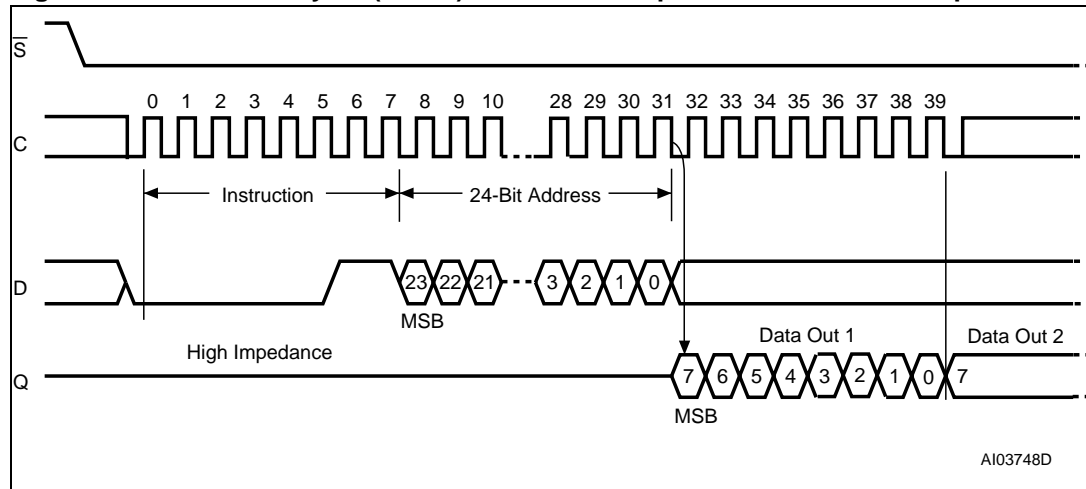 S
0 1 2 3 4 5 6 7 8 9 10 28 29 30 31 32 33 34 35 36 37 38 39
C
Instruction 24-Bit Address
D
23 22 21 3 2 1 0
MSB
High Impedance Data Out 1 Data Out 2
Q
7 6 5 4 3 2 1 0 7
MSB
AI03748D